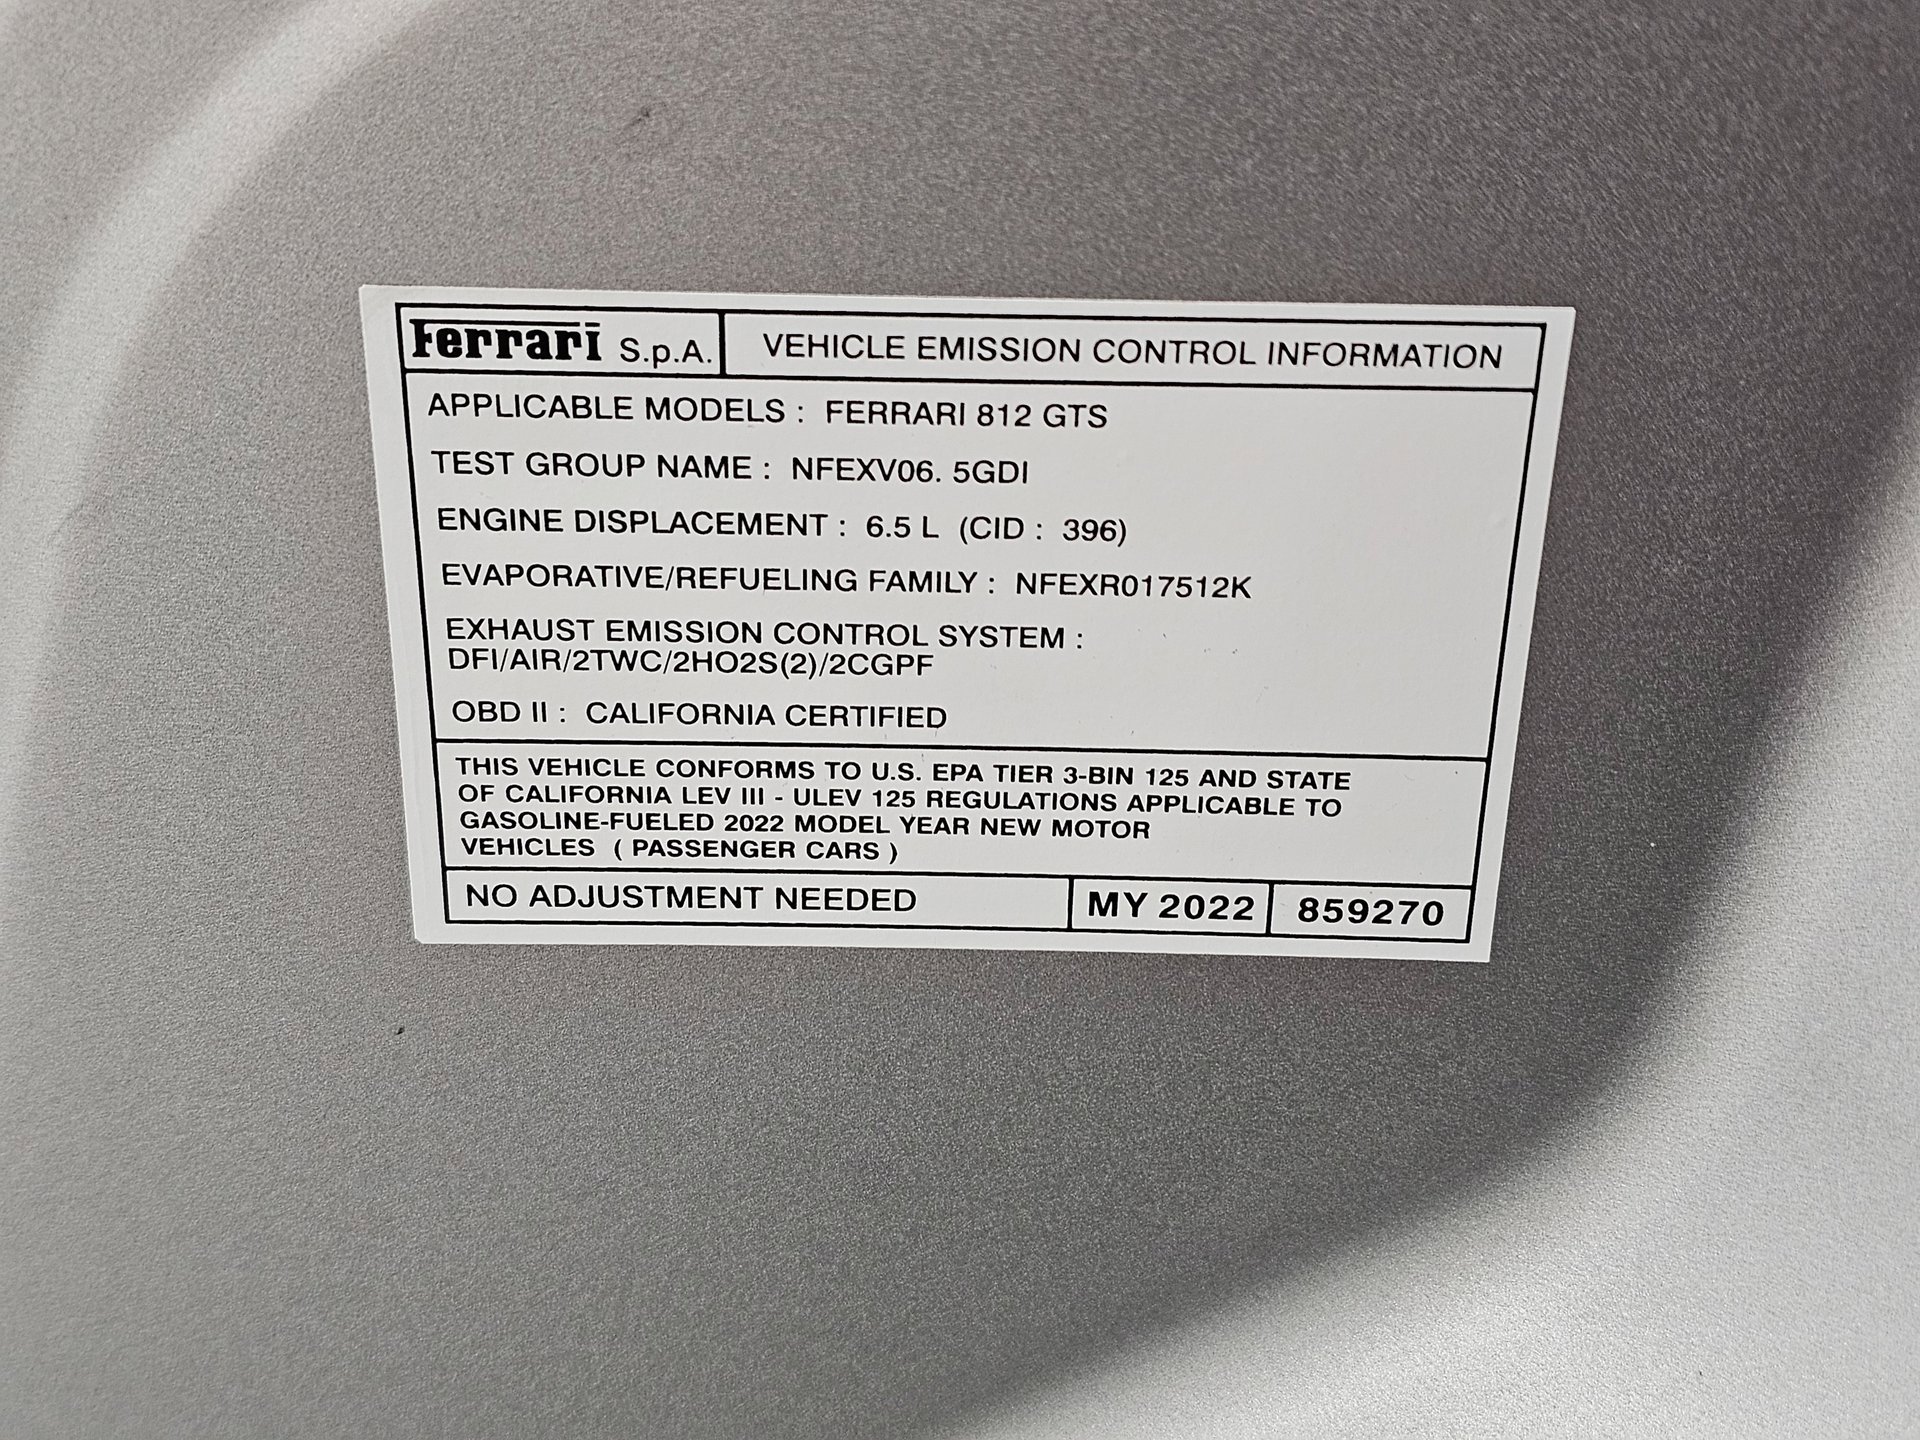 Ferrari S.p.A. VEHICLE EMISSION CONTROL INFORMATION
APPLICABLE MODELS : FERRARI 812 GTS
TEST GROUP NAME : NFEXV06. 5GDI
ENGINE DISPLACEMENT : 6.5 L (CID : 396)
EVAPORATIVE/REFUELING FAMILY : NFEXR017512K
EXHAUST EMISSION CONTROL SYSTEM :
DFI/AIR/2TWC/2HO2S(2)/2CGPF
OBD II : CALIFORNIA CERTIFIED
THIS VEHICLE CONFORMS TO U.S. EPA TIER 3-BIN 125 AND STATE
OF CALIFORNIA LEV III - ULEV 125 REGULATIONS APPLICABLE TO
GASOLINE-FUELED 2022 MODEL YEAR NEW MOTOR
VEHICLES ( PASSENGER CARS )
NO ADJUSTMENT NEEDED MY 2022 859270